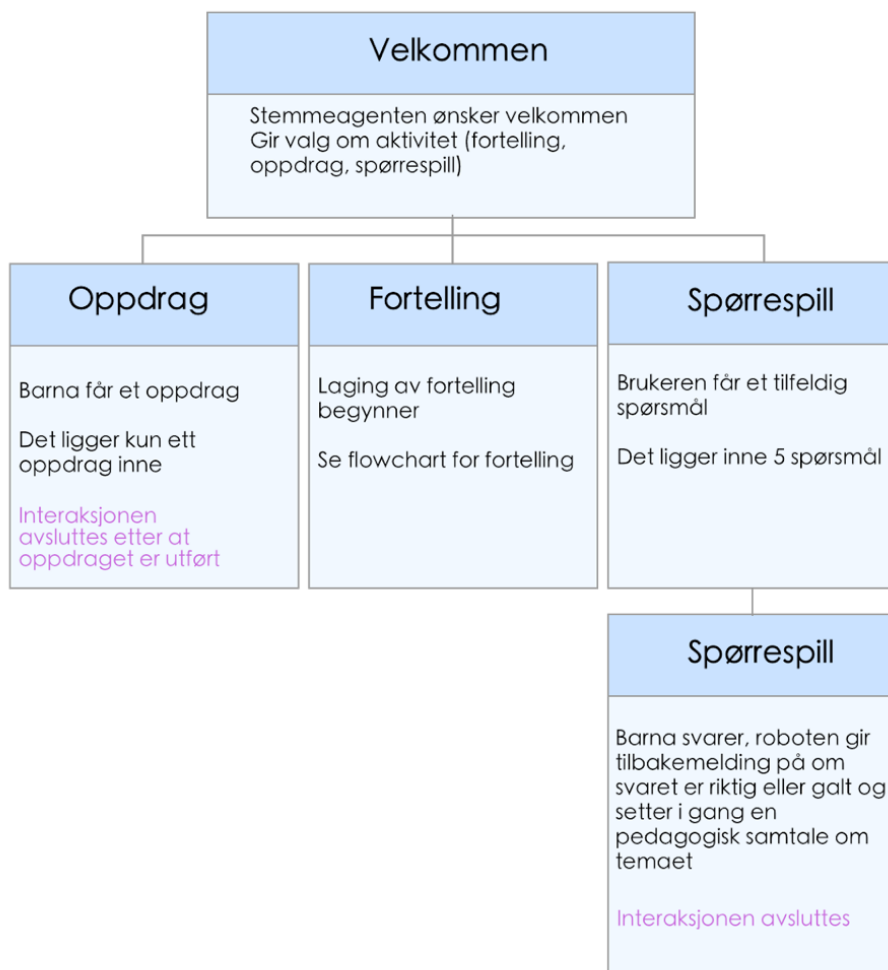 Velkommen
Stemmeagenten ønsker velkommen
Gir valg om aktivitet (fortelling,
oppdrag, spørrespill)
Oppdrag
Barna får et oppdrag
Det ligger kun ett
oppdrag inne
Interaksjonen
avsluttes etter at
oppdraget er utført
Fortelling
Laging av fortelling
begynner
Se flowchart for fortelling
Spørrespill
Brukeren får et tilfeldig
spørsmål
Det ligger inne 5 spørsmål
Spørrespill
Barna svarer, roboten gir
tilbakemelding på om
svaret er riktig eller galt og
setter i gang en
pedagogisk samtale om
temaet
Interaksjonen avsluttes